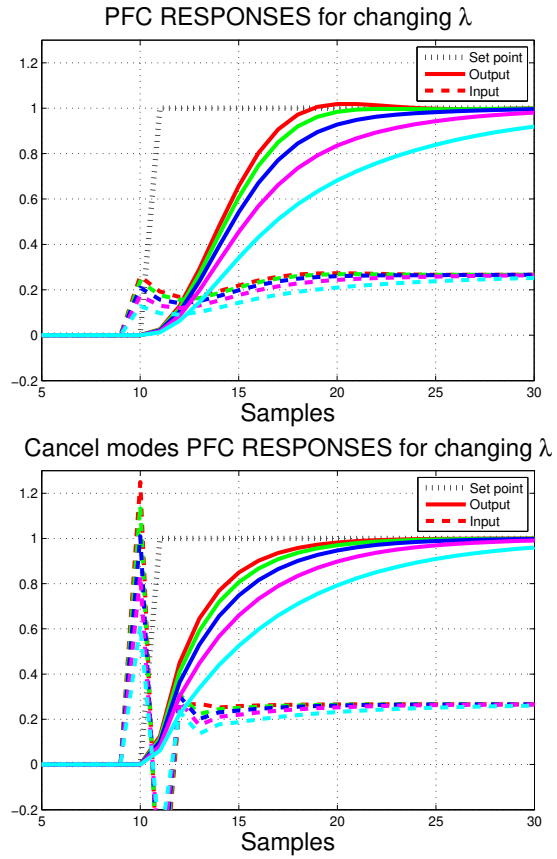 PFC RESPONSES for changing λ
Set point
Output
Input
1.2
1
0.8
0.6
0.4
0.2
0
−0.2
5 10 15 20 25 30
Samples
Cancel modes PFC RESPONSES for changing λ
Set point
Output
Input
1.2
1
0.8
0.6
0.4
0.2
0
−0.2
5 10 15 20 25 30
Samples